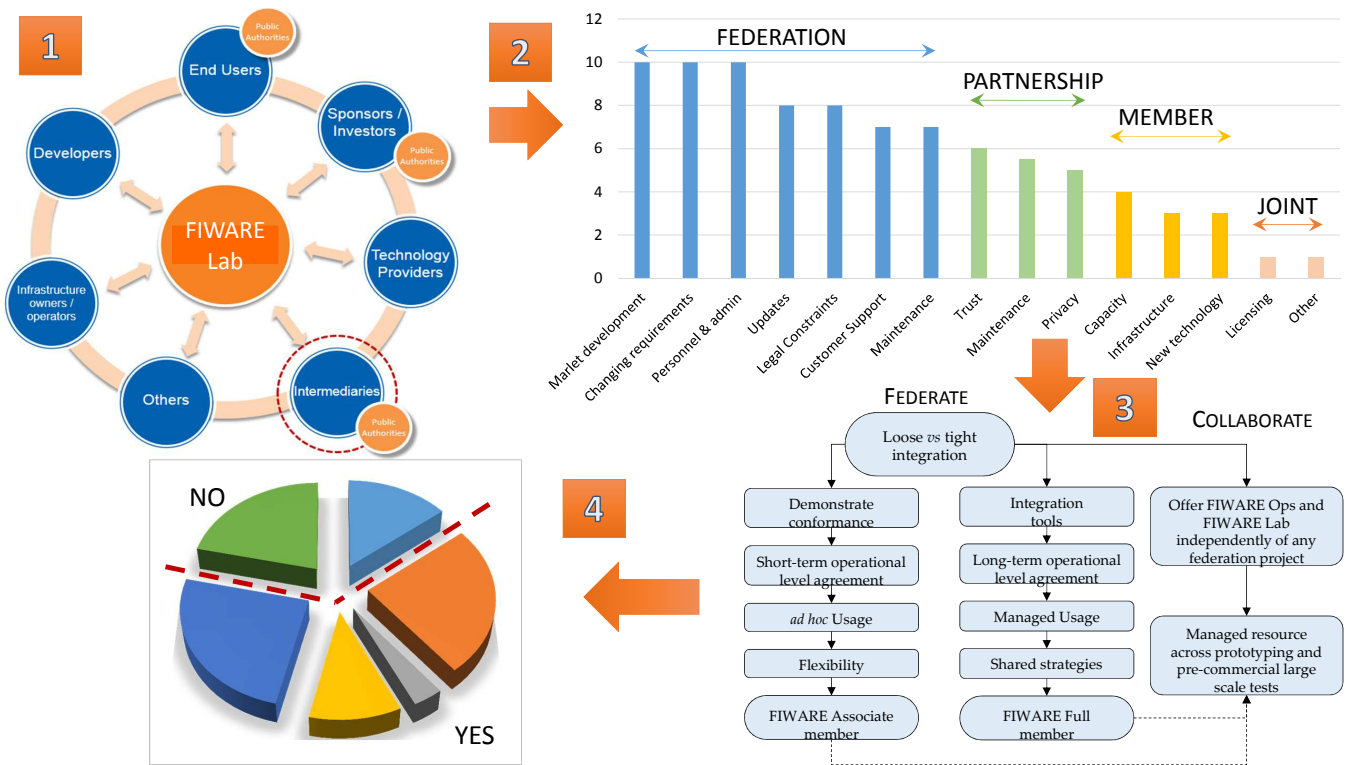 1
Public
Authorities
End Users
Sponsors /
Investors
Public
Authorities
Developers
FIWARE
Lab
Technology
Providers
Infrastructure
owners /
operators
Others
Intermediaries
Public
Authorities
2
12
10
8
6
4
2
0
FEDERATION
PARTNERSHIP
MEMBER
JOINT
Marlet development
Changing requirements
Personnel & admin
Updates
Legal Constraints
Customer Support
Maintenance
Trust
Maintenance
Privacy
Capacity
Infrastructure
New technology
Licensing
Other
3
FEDERATE
COLLABORATE
Loose vs tight
integration
Demonstrate
conformance
Short-term operational
level agreement
ad hoc Usage
Flexibility
FIWARE Associate
member
Integration
tools
Long-term operational
level agreement
Managed Usage
Shared strategies
FIWARE Full
member
Offer FIWARE Ops and
FIWARE Lab
independently of any
federation project
Managed resource
across prototyping and
pre-commercial large
scale tests
4
NO
YES